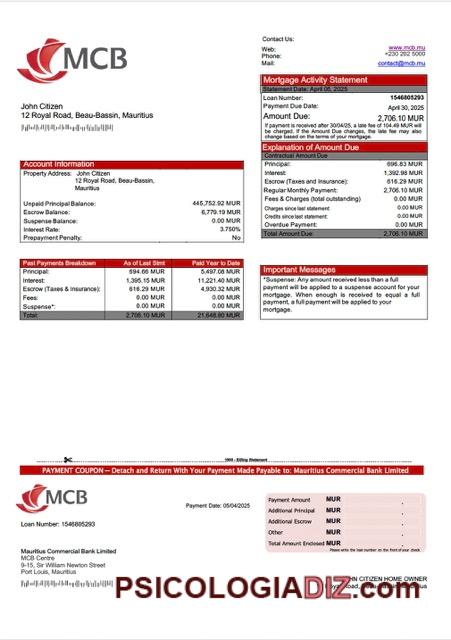 MCB
John Citizen
12 Royal Road, Beau-Bassin, Mauritius
Contact Us:
Web: www.mcb.mu
Phone: +230 202 5000
Mail: contact@mcb.mu
Mortgage Activity Statement
Statement Date: April 05, 2025
Loan Number: 1546805293
Payment Due Date: April 30, 2025
Amount Due: 2,706.10 MUR
If payment is received after 30/04/25, a late fee of 104.49 MUR will
be charged. If the Amount Due changes, the late fee may also
change based on the terms of your mortgage.
Explanation of Amount Due
Contractual Amount Due
Principal: 696.83 MUR
Interest: 1,392.98 MUR
Escrow (Taxes and Insurance): 616.29 MUR
Regular Monthly Payment: 2,706.10 MUR
Fees & Charges (total outstanding) 0.00 MUR
Charges since last statement: 0.00 MUR
Credits since last statement: 0.00 MUR
Overdue Payment: 0.00 MUR
Total Amount Due: 2,706.10 MUR
Account Information
Property Address: John Citizen
12 Royal Road, Beau-Bassin,
Mauritius
Unpaid Principal Balance: 445,752.92 MUR
Escrow Balance: 6,779.19 MUR
Suspense Balance: 0.00 MUR
Interest Rate: 3.750%
Prepayment Penalty: No
Past Payments Breakdown As of Last Stmt Paid Year to Date
Principal: 694.66 MUR 5,497.08 MUR
Interest: 1,395.15 MUR 11,221.40 MUR
Escrow (Taxes & Insurance): 616.29 MUR 4,930.32 MUR
Fees: 0.00 MUR 0.00 MUR
Suspense*: 0.00 MUR 0.00 MUR
Total: 2,706.10 MUR 21,648.80 MUR
Important Messages
*Suspense: Any amount received less than a full
payment will be applied to a suspense account for your
mortgage. When enough is received to equal a full
payment, a full payment will be applied to your
mortgage.
Billing Statement
PAYMENT COUPON — Detach and Return With Your Payment Made Payable to: Mauritius Commercial Bank Limited
MCB
Payment Date: 05/04/2025
Loan Number: 1546805293
Payment Amount MUR .
Additional Principal MUR .
Additional Escrow MUR .
Other MUR .
Total Amount Enclosed MUR .
Please write the loan number on the front of your check.
Mauritius Commercial Bank Limited
MCB Centre
9-15, Sir William Newton Street
Port Louis, Mauritius
CITIZEN HOME OWNER
Road, Beau-Bassin, Mauritius
PSICOLOGIADIZ.com